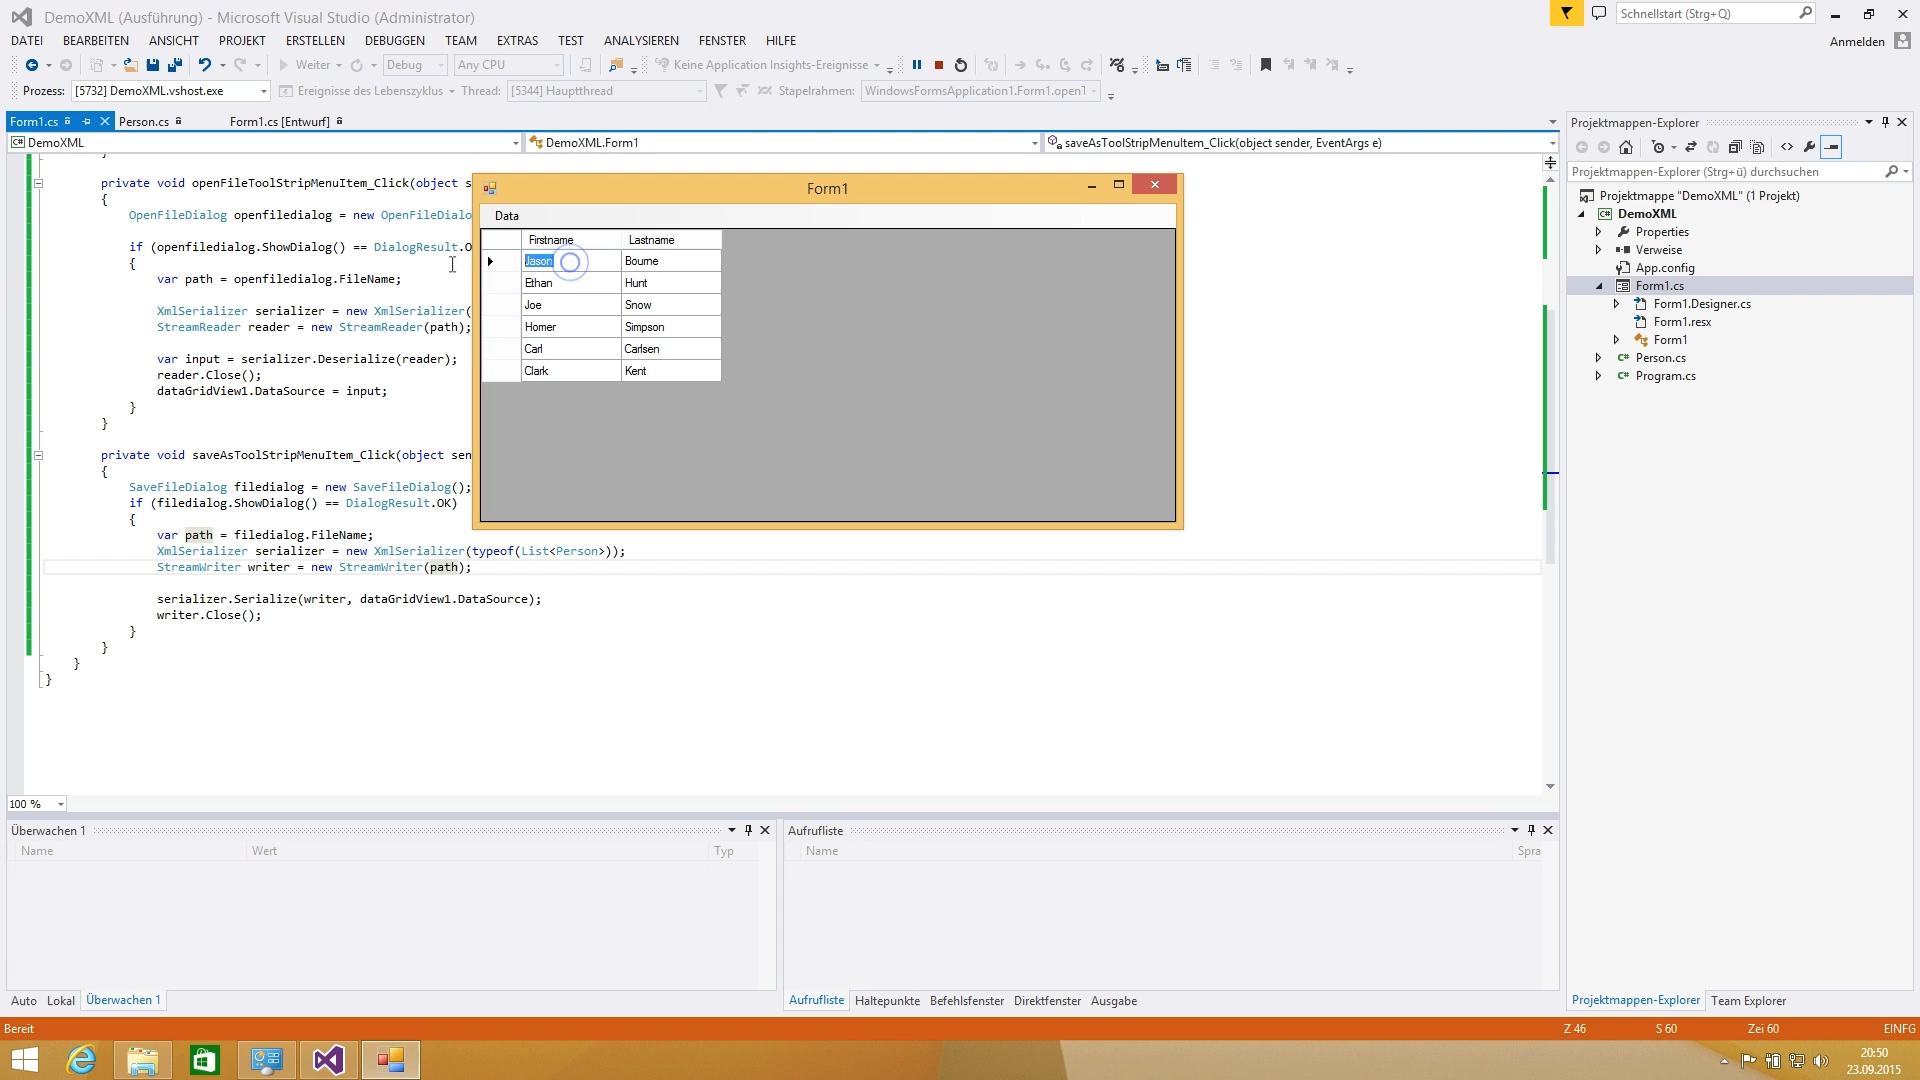 DemoXML (Ausführung) - Microsoft Visual Studio (Administrator)
Schnellstart (Strg+Q)
DATEI BEARBEITEN ANSICHT PROJEKT ERSTELLEN DEBUGGEN TEAM EXTRAS TEST ANALYSIEREN FENSTER HILFE
Anmelden
Weiter Debug Any CPU Keine Application Insights-Ereignisse
Prozess: [5732] DemoXML.vshost.exe Ereignisse des Lebenszyklus Thread: [5344] Hauptthread Stapelrahmen: WindowsFormsApplication1.Form1.openT
Form1.cs Person.cs Form1.cs [Entwurf]
DemoXML DemoXML.Form1 saveAsToolStripMenuItem_Click(object sender, EventArgs e)
}
private void openFileToolStripMenuItem_Click(object s
{
OpenFileDialog openfiledialog = new OpenFileDialo
if (openfiledialog.ShowDialog() == DialogResult.O
{
var path = openfiledialog.FileName;
XmlSerializer serializer = new XmlSerializer(
StreamReader reader = new StreamReader(path);
var input = serializer.Deserialize(reader);
reader.Close();
dataGridView1.DataSource = input;
}
}
private void saveAsToolStripMenuItem_Click(object sen
{
SaveFileDialog filedialog = new SaveFileDialog();
if (filedialog.ShowDialog() == DialogResult.OK)
{
var path = filedialog.FileName;
XmlSerializer serializer = new XmlSerializer(typeof(List<Person>));
StreamWriter writer = new StreamWriter(path);
serializer.Serialize(writer, dataGridView1.DataSource);
writer.Close();
}
}
}
}
Form1
Data
Firstname Lastname
Jason Bourne
Ethan Hunt
Joe Snow
Homer Simpson
Carl Carlsen
Clark Kent
Projektmappen-Explorer
Projektmappen-Explorer (Strg+ü) durchsuchen
Projektmappe "DemoXML" (1 Projekt)
DemoXML
Properties
Verweise
App.config
Form1.cs
Form1.Designer.cs
Form1.resx
Form1
Person.cs
Program.cs
100 %
Überwachen 1
Name Wert Typ
Aufrufliste
Name Spra
Auto Lokal Überwachen 1
Aufrufliste Haltepunkte Befehlsfenster Direktfenster Ausgabe
Projektmappen-Explorer Team Explorer
Bereit Z 46 S 60 Zei 60 EINFG
20:50
23.09.2015